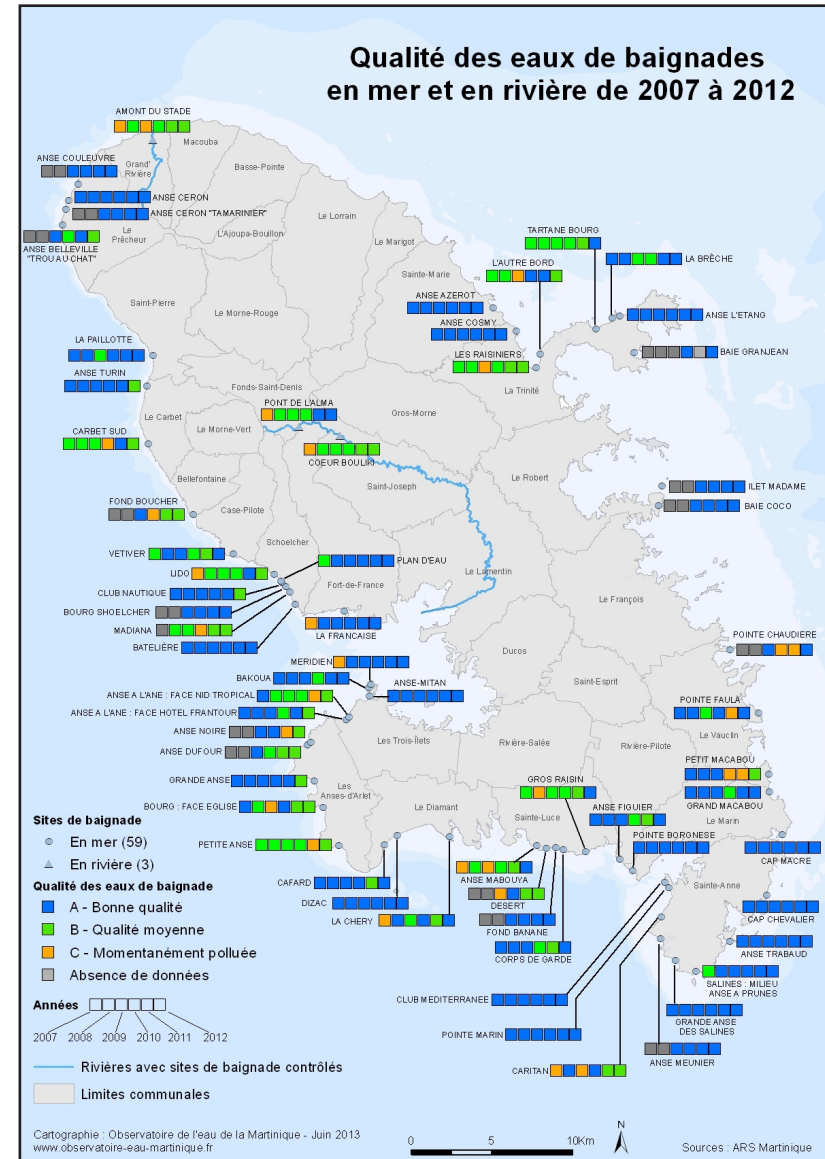 Qualité des eaux de baignades
en mer et en rivière de 2007 à 2012
AMONT DU STADE
Macouba
ANSE COULEUVRE
Grand'
Rivière
Basse-Pointe
ANSE CERON
ANSE CERON "TAMARINIER"
Le Lorrain
Le
Prêcheur
L'Ajoupa-Bouillon
ANSE BELLEVILLE
"TROU AU CHAT"
Le Marigot
TARTANE BOURG
LA BRÊCHE
L'AUTRE BORD
Sainte-Marie
Saint-Pierre
Le Morne-Rouge
ANSE AZEROT
ANSE L'ETANG
ANSE COSMY
LA PAILLOTTE
LES RAISINIERS
BAIE GRANJEAN
ANSE TURIN
Fonds-Saint-Denis
La Trinité
PONT DE L'ALMA
Gros-Morne
Le Carbet
Le Morne-Vert
CARBET SUD
COEUR BOULIKI
Bellefontaine
Saint-Joseph
Le Robert
ILET MADAME
FOND BOUCHER
Case-Pilote
BAIE COCO
Schoelcher
VETIVER
PLAN D'EAU
LIDO
Fort-de-France
Le Lamentin
CLUB NAUTIQUE
Le François
BOURG SHOELCHER
MADIANA
LA FRANCAISE
POINTE CHAUDIERE
BATELIÈRE
Ducos
MERIDIEN
BAKOUA
ANSE-MITAN
Saint-Esprit
ANSE A L'ANE : FACE NID TROPICAL
POINTE FAULA
ANSE A L'ANE : FACE HOTEL FRANTOUR
ANSE NOIRE
Les Trois-Îlets
Rivière-Salée
Rivière-Pilote
Le Vauclin
ANSE DUFOUR
PETIT MACABOU
GRANDE ANSE
Les
Anses-d'Arlet
GROS RAISIN
GRAND MACABOU
BOURG : FACE EGLISE
Le Diamant
Sainte-Luce
ANSE FIGUIER
Le Marin
POINTE BORGNESE
PETITE ANSE
CAP MACRE
CAFARD
ANSE MABOUYA
Sainte-Anne
DIZAC
DESERT
CAP CHEVALIER
LA CHERY
FOND BANANE
ANSE TRABAUD
CORPS DE GARDE
SALINES : MILIEU
ANSE A PRUNES
CLUB MEDITERRANEE
GRANDE ANSE
DES SALINES
POINTE MARIN
ANSE MEUNIER
CARITAN
Sites de baignade
En mer (59)
En rivière (3)
Qualité des eaux de baignade
A - Bonne qualité
B - Qualité moyenne
C - Momentanément polluée
Absence de données
Années
2007 2008 2009 2010 2011 2012
Rivières avec sites de baignade contrôlés
Limites communales
Cartographie : Observatoire de l'eau de la Martinique - Juin 2013
www.observatoire-eau-martinique.fr
0 5 10Km
N
Sources : ARS Martinique